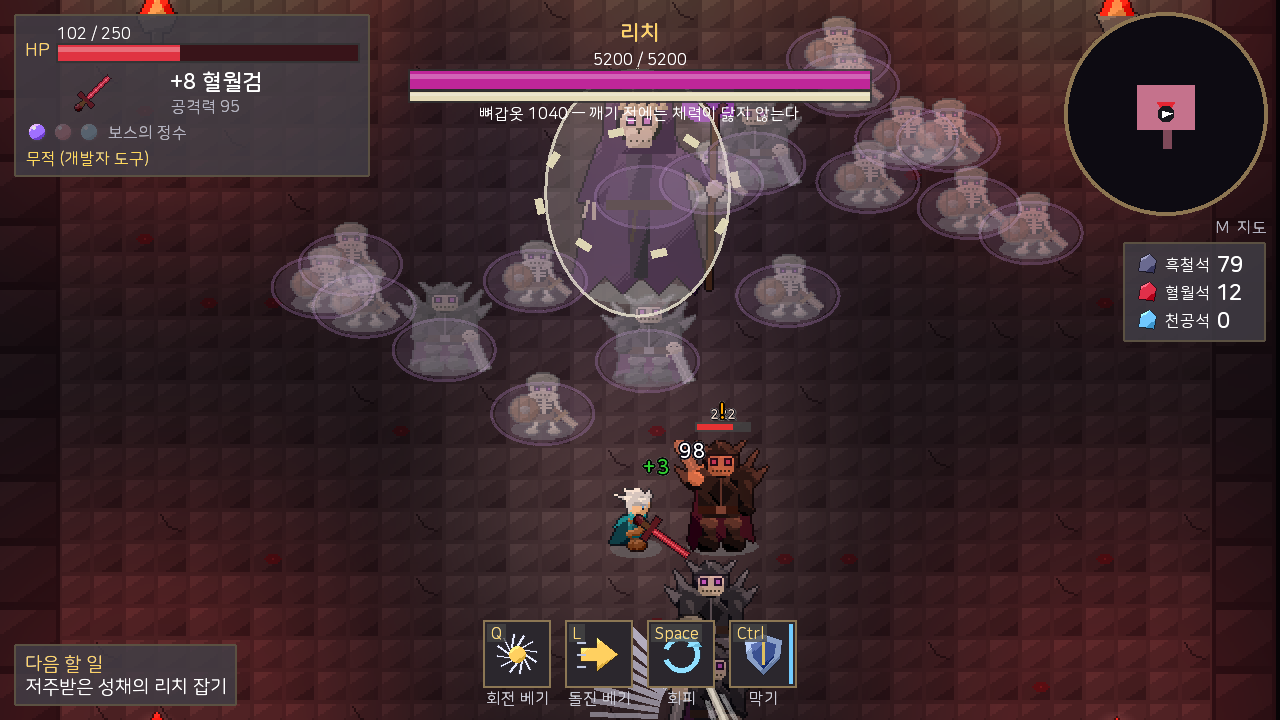 102 / 250
HP
+8 혈월검
공격력 95
보스의 정수
무적 (개발자 도구)
리치
5200 / 5200
뼈갑옷 1040 — 깨기 전에는 체력이 닳지 않는다
M 지도
흑철석 79
혈월석 12
천공석 0
!
98
+3
다음 할 일
저주받은 성채의 리치 잡기
Q
L
Space
Ctrl
회전 베기
돌진 베기
회피
막기